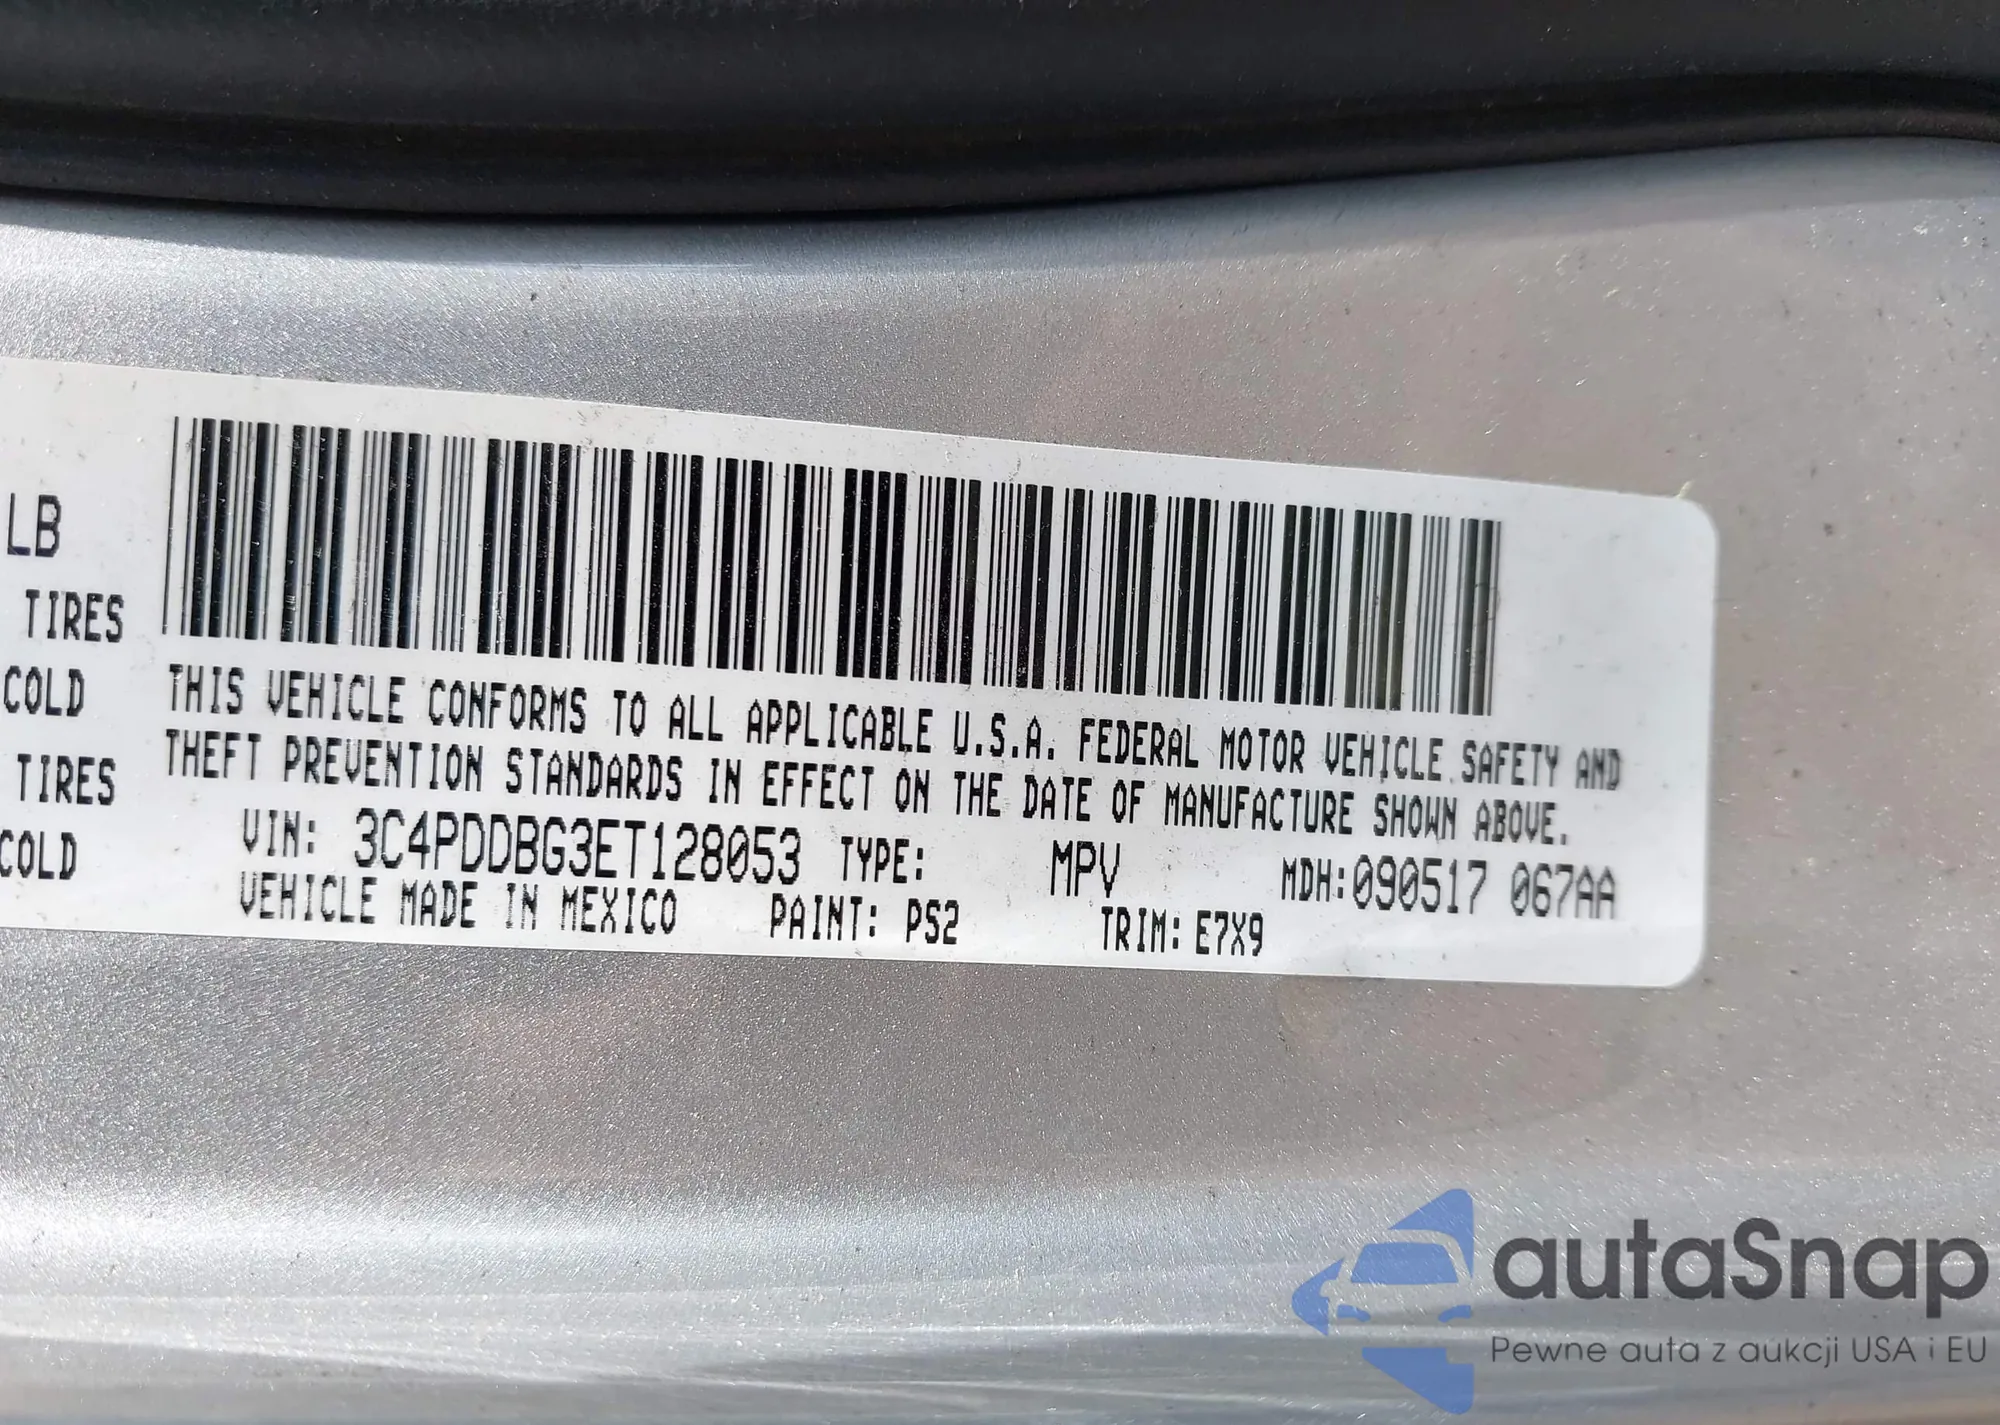 LB
TIRES
COLD
TIRES
COLD
THIS VEHICLE CONFORMS TO ALL APPLICABLE U.S.A. FEDERAL MOTOR VEHICLE SAFETY AND
THEFT PREVENTION STANDARDS IN EFFECT ON THE DATE OF MANUFACTURE SHOWN ABOVE.
VIN: 3C4PDDBG3ET128053 TYPE: MPV MDH:090517 067AA
VEHICLE MADE IN MEXICO PAINT: PS2 TRIM: E7X9
autaSnap
Pewne auta z aukcji USA i EU